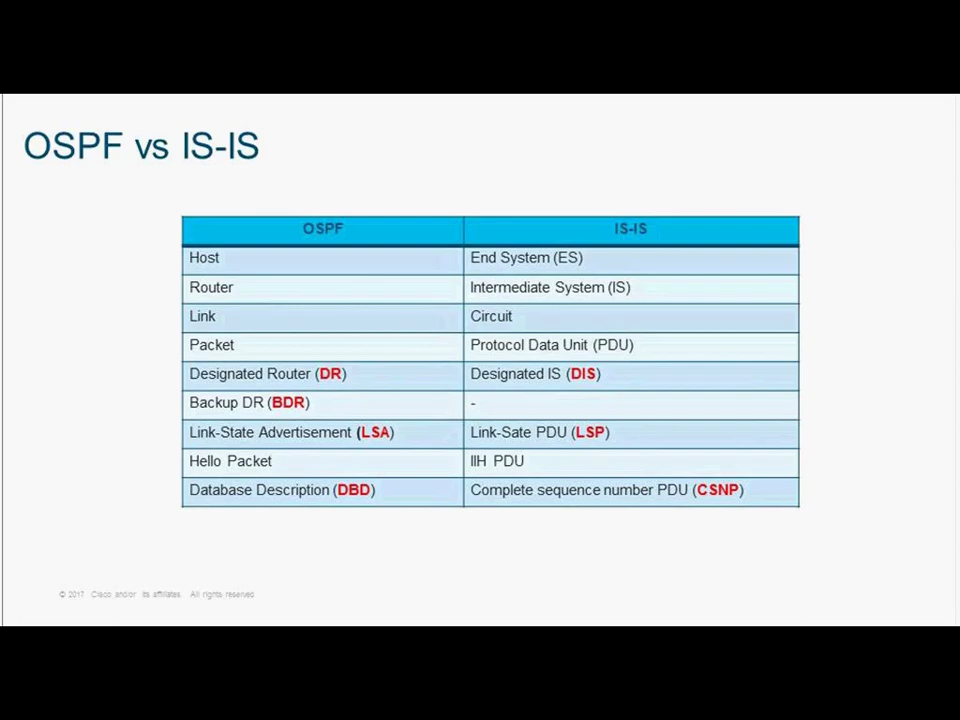 OSPF vs IS-IS
OSPF IS-IS
Host End System (ES)
Router Intermediate System (IS)
Link Circuit
Packet Protocol Data Unit (PDU)
Designated Router (DR) Designated IS (DIS)
Backup DR (BDR) -
Link-State Advertisement (LSA) Link-Sate PDU (LSP)
Hello Packet IIH PDU
Database Description (DBD) Complete sequence number PDU (CSNP)
© 2017 Cisco and/or its affiliates. All rights reserved